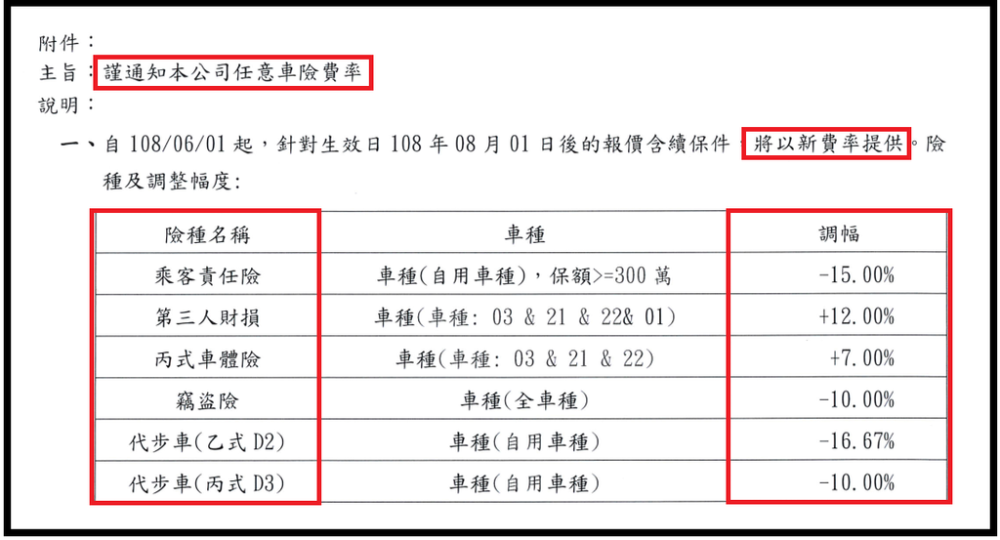 附件：
主旨：謹通知本公司任意車險費率
說明：
一、自 108/06/01 起，針對生效日 108 年 08 月 01 日後的報價含續保件，將以新費率提供。險
種及調整幅度:
險種名稱 車種 調幅
乘客責任險 車種(自用車種)，保額>=300 萬 -15.00%
第三人財損 車種(車種: 03 & 21 & 22& 01) +12.00%
丙式車體險 車種(車種: 03 & 21 & 22) +7.00%
竊盜險 車種(全車種) -10.00%
代步車(乙式 D2) 車種(自用車種) -16.67%
代步車(丙式 D3) 車種(自用車種) -10.00%